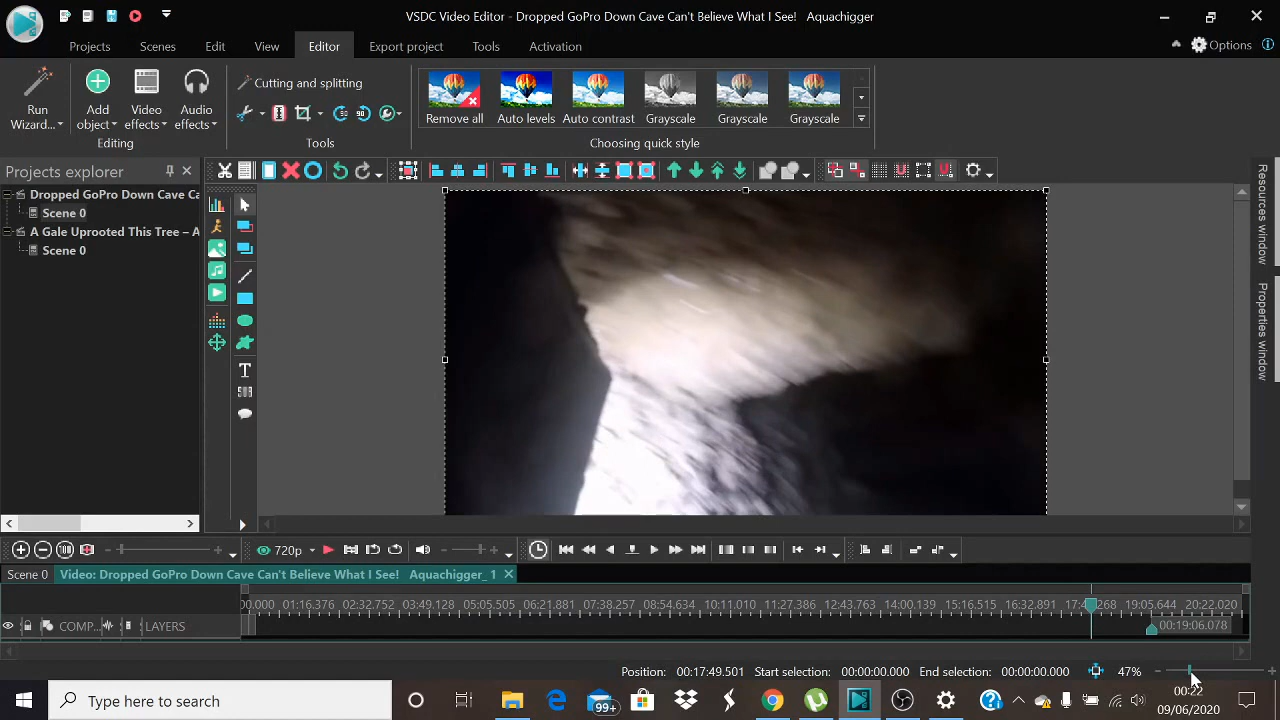 VSDC Video Editor - Dropped GoPro Down Cave Can't Believe What I See!   Aquachigger
Projects Scenes Edit View Editor Export project Tools Activation Options
Run Wizard...
Add object
Video effects
Audio effects
Editing
Cutting and splitting
Tools
Remove all Auto levels Auto contrast Grayscale Grayscale Grayscale
Choosing quick style
Projects explorer
Dropped GoPro Down Cave Ca
Scene 0
A Gale Uprooted This Tree – A
Scene 0
T
Resources window
Properties window
720p
Scene 0 Video: Dropped GoPro Down Cave Can't Believe What I See!   Aquachigger_ 1
00.000 01:16.376 02:32.752 03:49.128 05:05.505 06:21.881 07:38.257 08:54.634 10:11.010 11:27.386 12:43.763 14:00.139 15:16.515 16:32.891 268 19:05.644 20:22.020
COMP... LAYERS 00:19:06.078
Position: 00:17:49.501 Start selection: 00:00:00.000 End selection: 00:00:00.000 47%
Type here to search
99+
00:22
09/06/2020